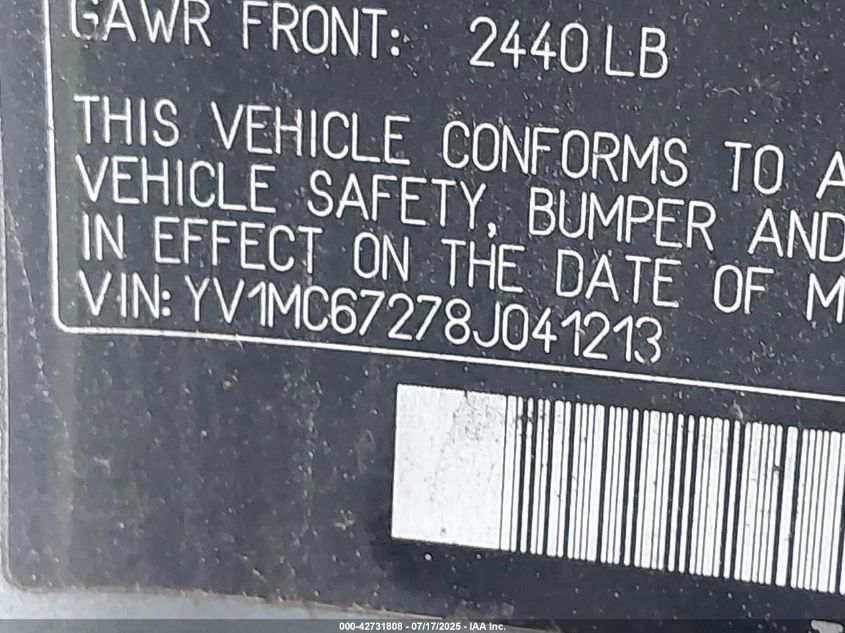 GAWR FRONT: 2440 LB
THIS VEHICLE CONFORMS TO A
VEHICLE SAFETY, BUMPER AND
IN EFFECT ON THE DATE OF M
VIN: YV1MC67278J041213
000-42731808 - 07/17/2025 - IAA Inc.